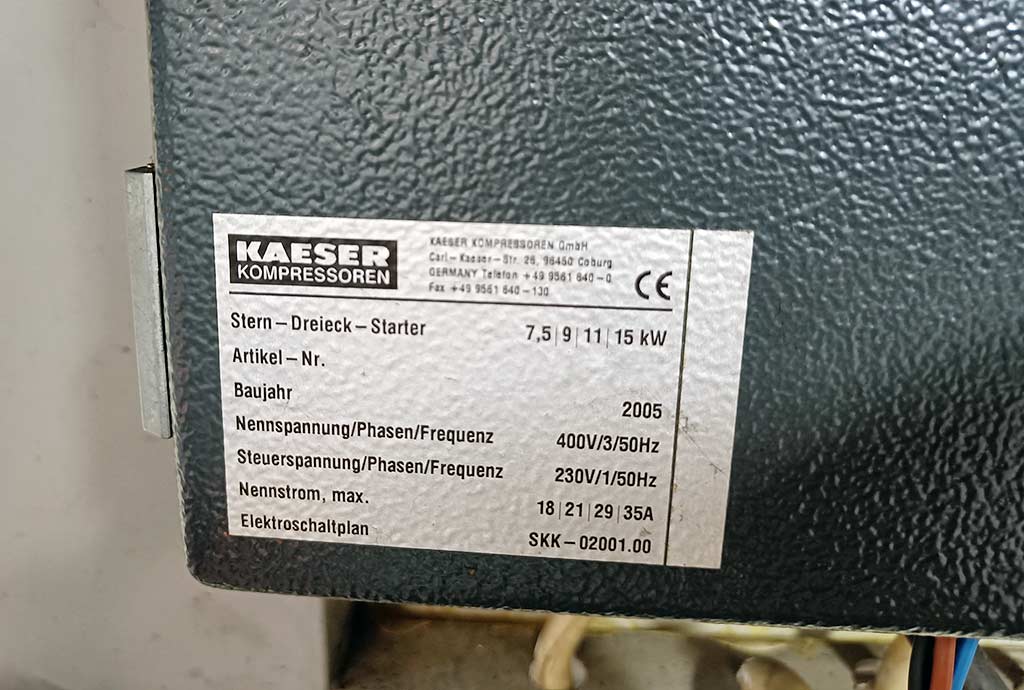 KAESER
KOMPRESSOREN
KAESER KOMPRESSOREN GmbH
Carl-Kaeser-Str. 26, 96450 Coburg
GERMANY Telefon +49 9561 640-0
Fax +49 9561 640-130
CE
Stern-Dreieck-Starter 7,5|9|11|15 kW
Artikel-Nr.
Baujahr 2005
Nennspannung/Phasen/Frequenz 400V/3/50Hz
Steuerspannung/Phasen/Frequenz 230V/1/50Hz
Nennstrom, max. 18|21|29|35A
Elektroschaltplan SKK-02001.00